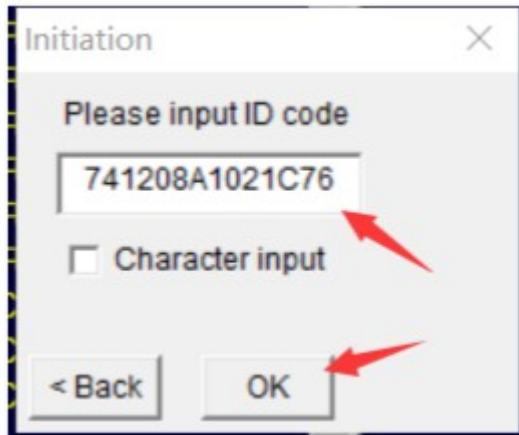 Initiation
Please input ID code
741208A1021C76
Character input
< Back
OK